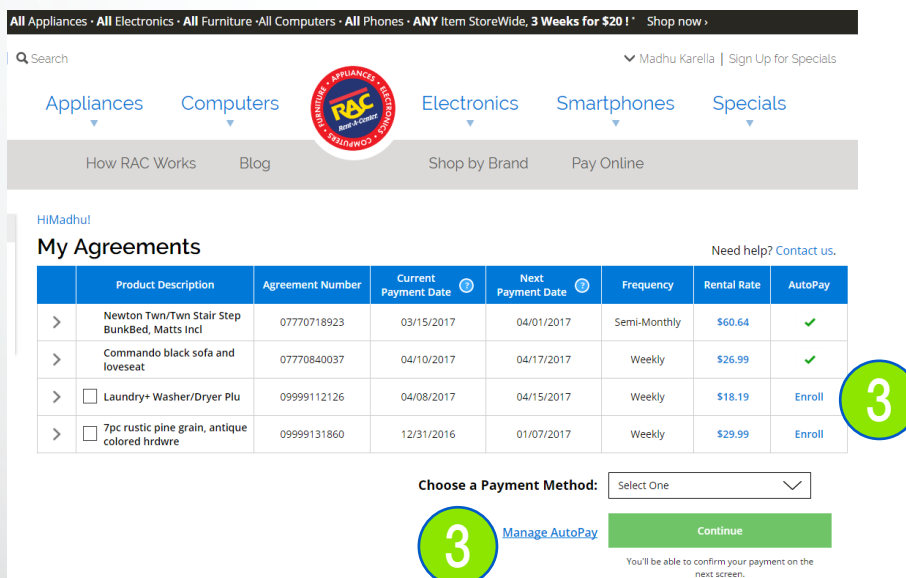 All Appliances · All Electronics · All Furniture ·All Computers · All Phones · ANY Item StoreWide, 3 Weeks for $20 ! * Shop now ›
Search
Madhu Karella | Sign Up for Specials
Appliances Computers Electronics Smartphones Specials
FURNITURE · APPLIANCES · ELECTRONICS · COMPUTERS
RAC
Rent-A-Center
How RAC Works Blog Shop by Brand Pay Online
HiMadhu!
My Agreements
Need help? Contact us.
Product Description Agreement Number Current Payment Date ? Next Payment Date ? Frequency Rental Rate AutoPay
Newton Twn/Twn Stair Step
BunkBed, Matts Incl
07770718923 03/15/2017 04/01/2017 Semi-Monthly $60.64
Commando black sofa and
loveseat
07770840037 04/10/2017 04/17/2017 Weekly $26.99
Laundry+ Washer/Dryer Plu 09999112126 04/08/2017 04/15/2017 Weekly $18.19 Enroll
3
7pc rustic pine grain, antique
colored hrdwre
09999131860 12/31/2016 01/07/2017 Weekly $29.99 Enroll
Choose a Payment Method: Select One
3
Manage AutoPay Continue
You'll be able to confirm your payment on the
next screen.